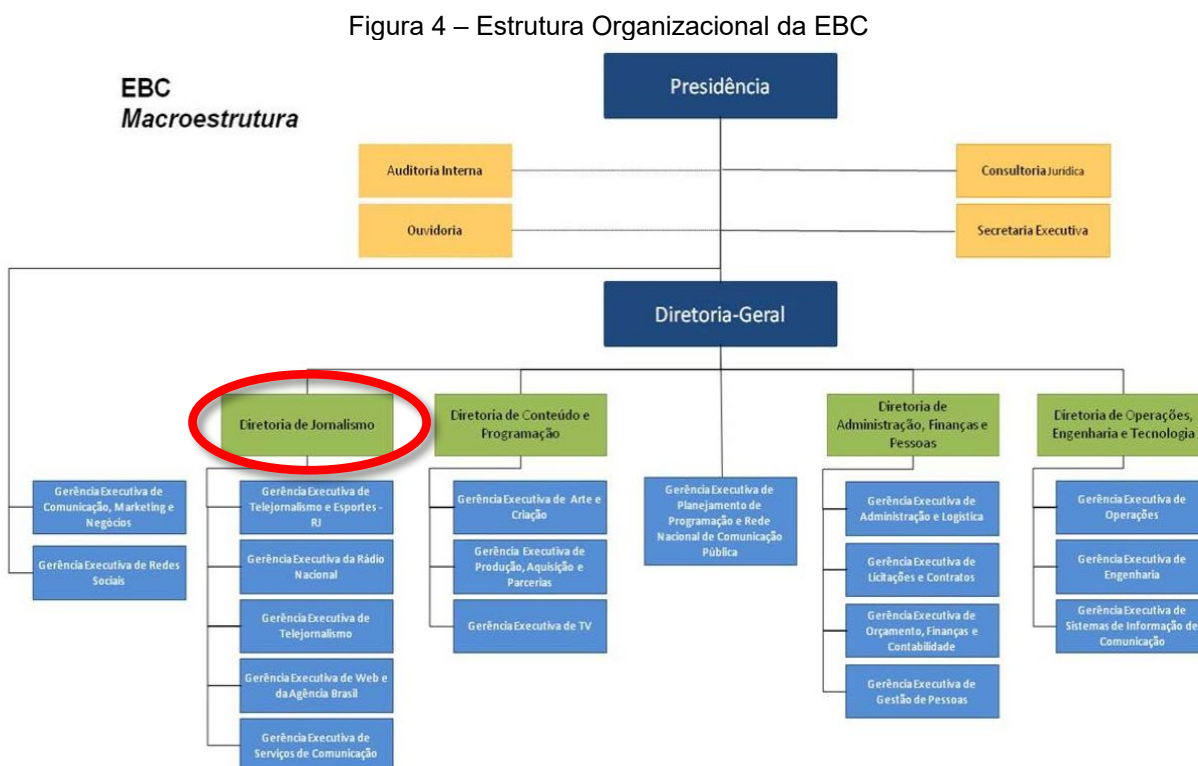 Figura 4 – Estrutura Organizacional da EBC
EBC
Macroestrutura
Presidência
Auditoria Interna
Consultoria Jurídica
Ouvidoria
Secretaria Executiva
Diretoria-Geral
Diretoria de Jornalismo
Diretoria de Conteúdo e
Programação
Diretoria de
Administração, Finanças e
Pessoas
Diretoria de Operações,
Engenharia e Tecnologia
Gerência Executiva de
Comunicação, Marketing e
Negócios
Gerência Executiva de Redes
Sociais
Gerência Executiva de
Telejornalismo e Esportes -
RJ
Gerência Executiva da Rádio
Nacional
Gerência Executiva de
Telejornalismo
Gerência Executiva de Web e
da Agência Brasil
Gerência Executiva de
Serviços de Comunicação
Gerência Executiva de Arte e
Criação
Gerência Executiva de
Produção, Aquisição e
Parcerias
Gerência Executiva de TV
Gerência Executiva de
Planejamento de
Programação e Rede
Nacional de Comunicação
Pública
Gerência Executiva de
Administração e Logística
Gerência Executiva de
Licitações e Contratos
Gerência Executiva de
Orçamento, Finanças e
Contabilidade
Gerência Executiva de
Gestão de Pessoas
Gerência Executiva de
Operações
Gerência Executiva de
Engenharia
Gerência Executiva de
Sistemas de Informação de
Comunicação